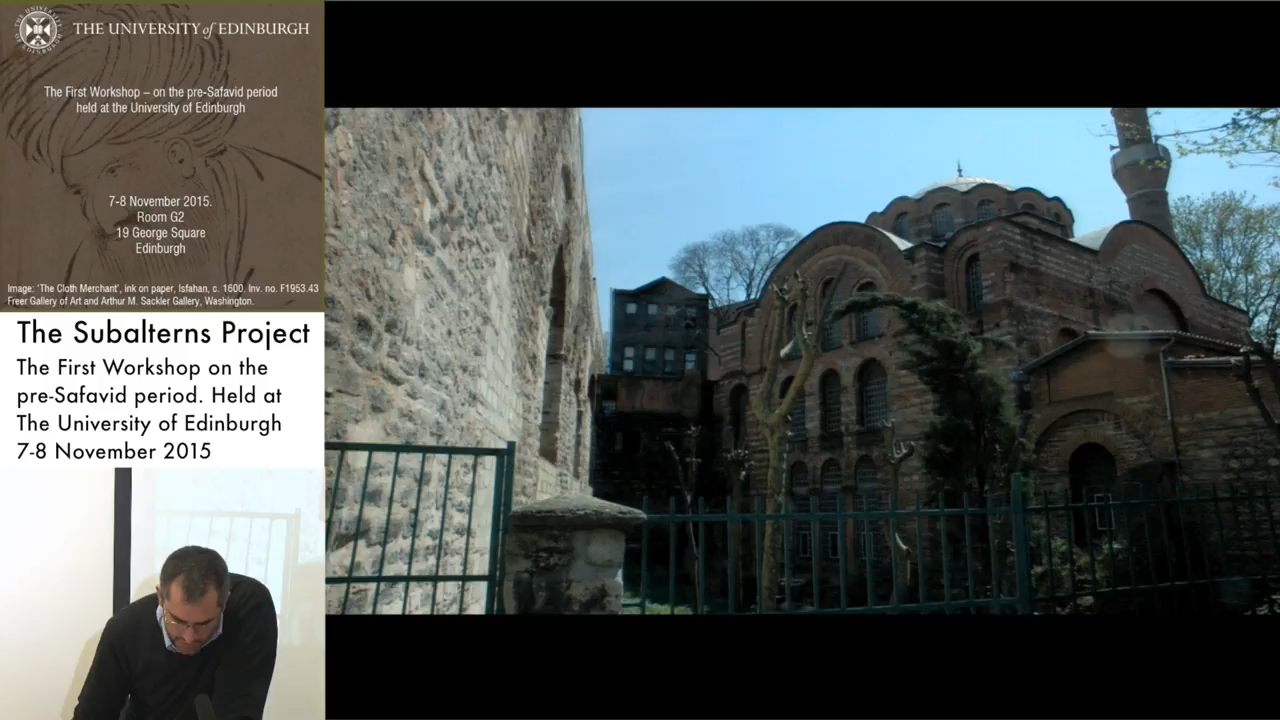 THE UNIVERSITY of EDINBURGH
The First Workshop – on the pre-Safavid period
held at the University of Edinburgh
7-8 November 2015.
Room G2
19 George Square
Edinburgh
Image: 'The Cloth Merchant', ink on paper, Isfahan, c. 1600. Inv. no. F1953.43
Freer Gallery of Art and Arthur M. Sackler Gallery, Washington.
The Subalterns Project
The First Workshop on the
pre-Safavid period. Held at
The University of Edinburgh
7-8 November 2015